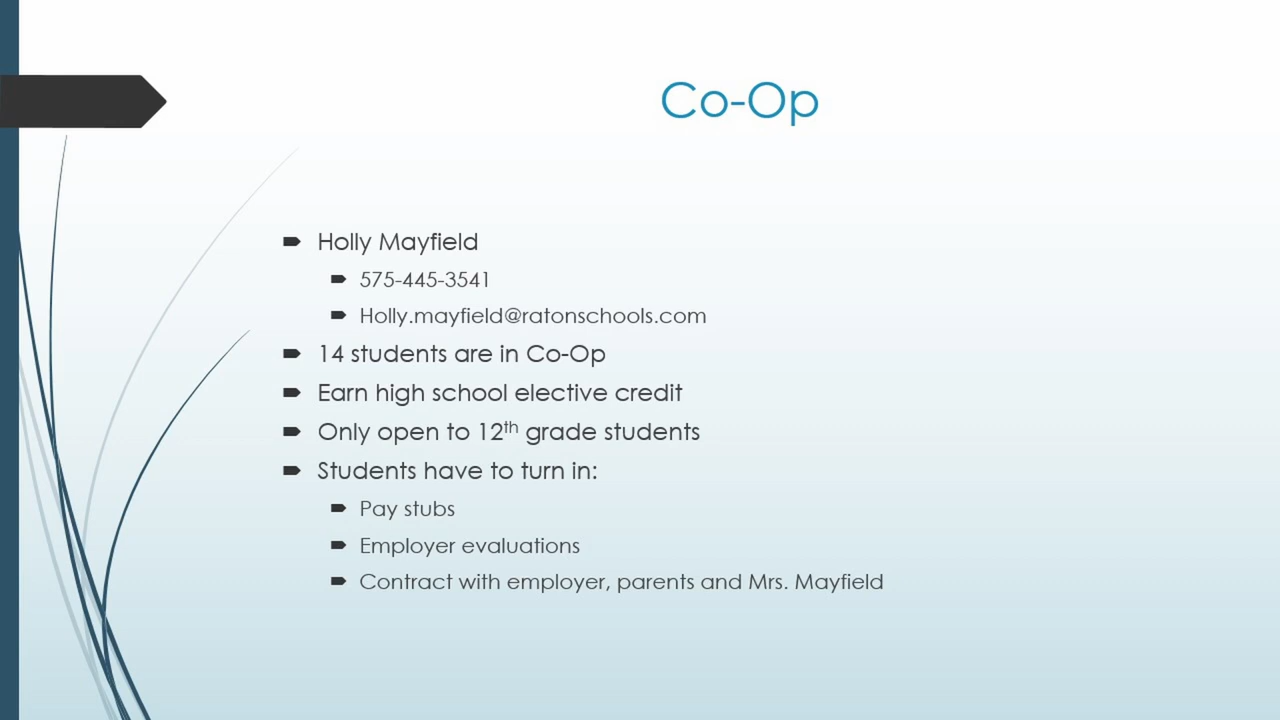 Co-Op
Holly Mayfield
575-445-3541
Holly.mayfield@ratonschools.com
14 students are in Co-Op
Earn high school elective credit
Only open to 12th grade students
Students have to turn in:
Pay stubs
Employer evaluations
Contract with employer, parents and Mrs. Mayfield